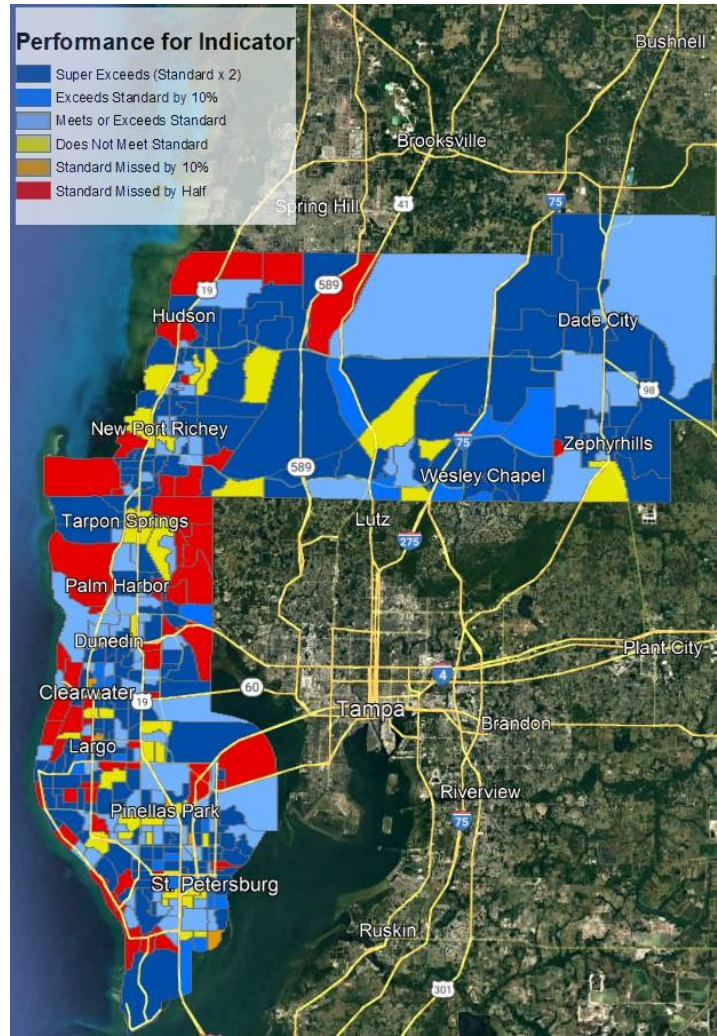 Performance for Indicator
Super Exceeds (Standard x 2)
Exceeds Standard by 10%
Meets or Exceeds Standard
Does Not Meet Standard
Standard Missed by 10%
Standard Missed by Half
Bushnell
Brooksville
Spring Hill
41
75
19
589
Hudson
Dade City
98
New Port Richey
75
Zephyrhills
589
Wesley Chapel
Tarpon Springs
Lutz
275
Palm Harbor
Dunedin
Plant City
4
Clearwater
19
60
Tampa
Brandon
Largo
Riverview
Pinellas Park
75
St. Petersburg
Ruskin
301